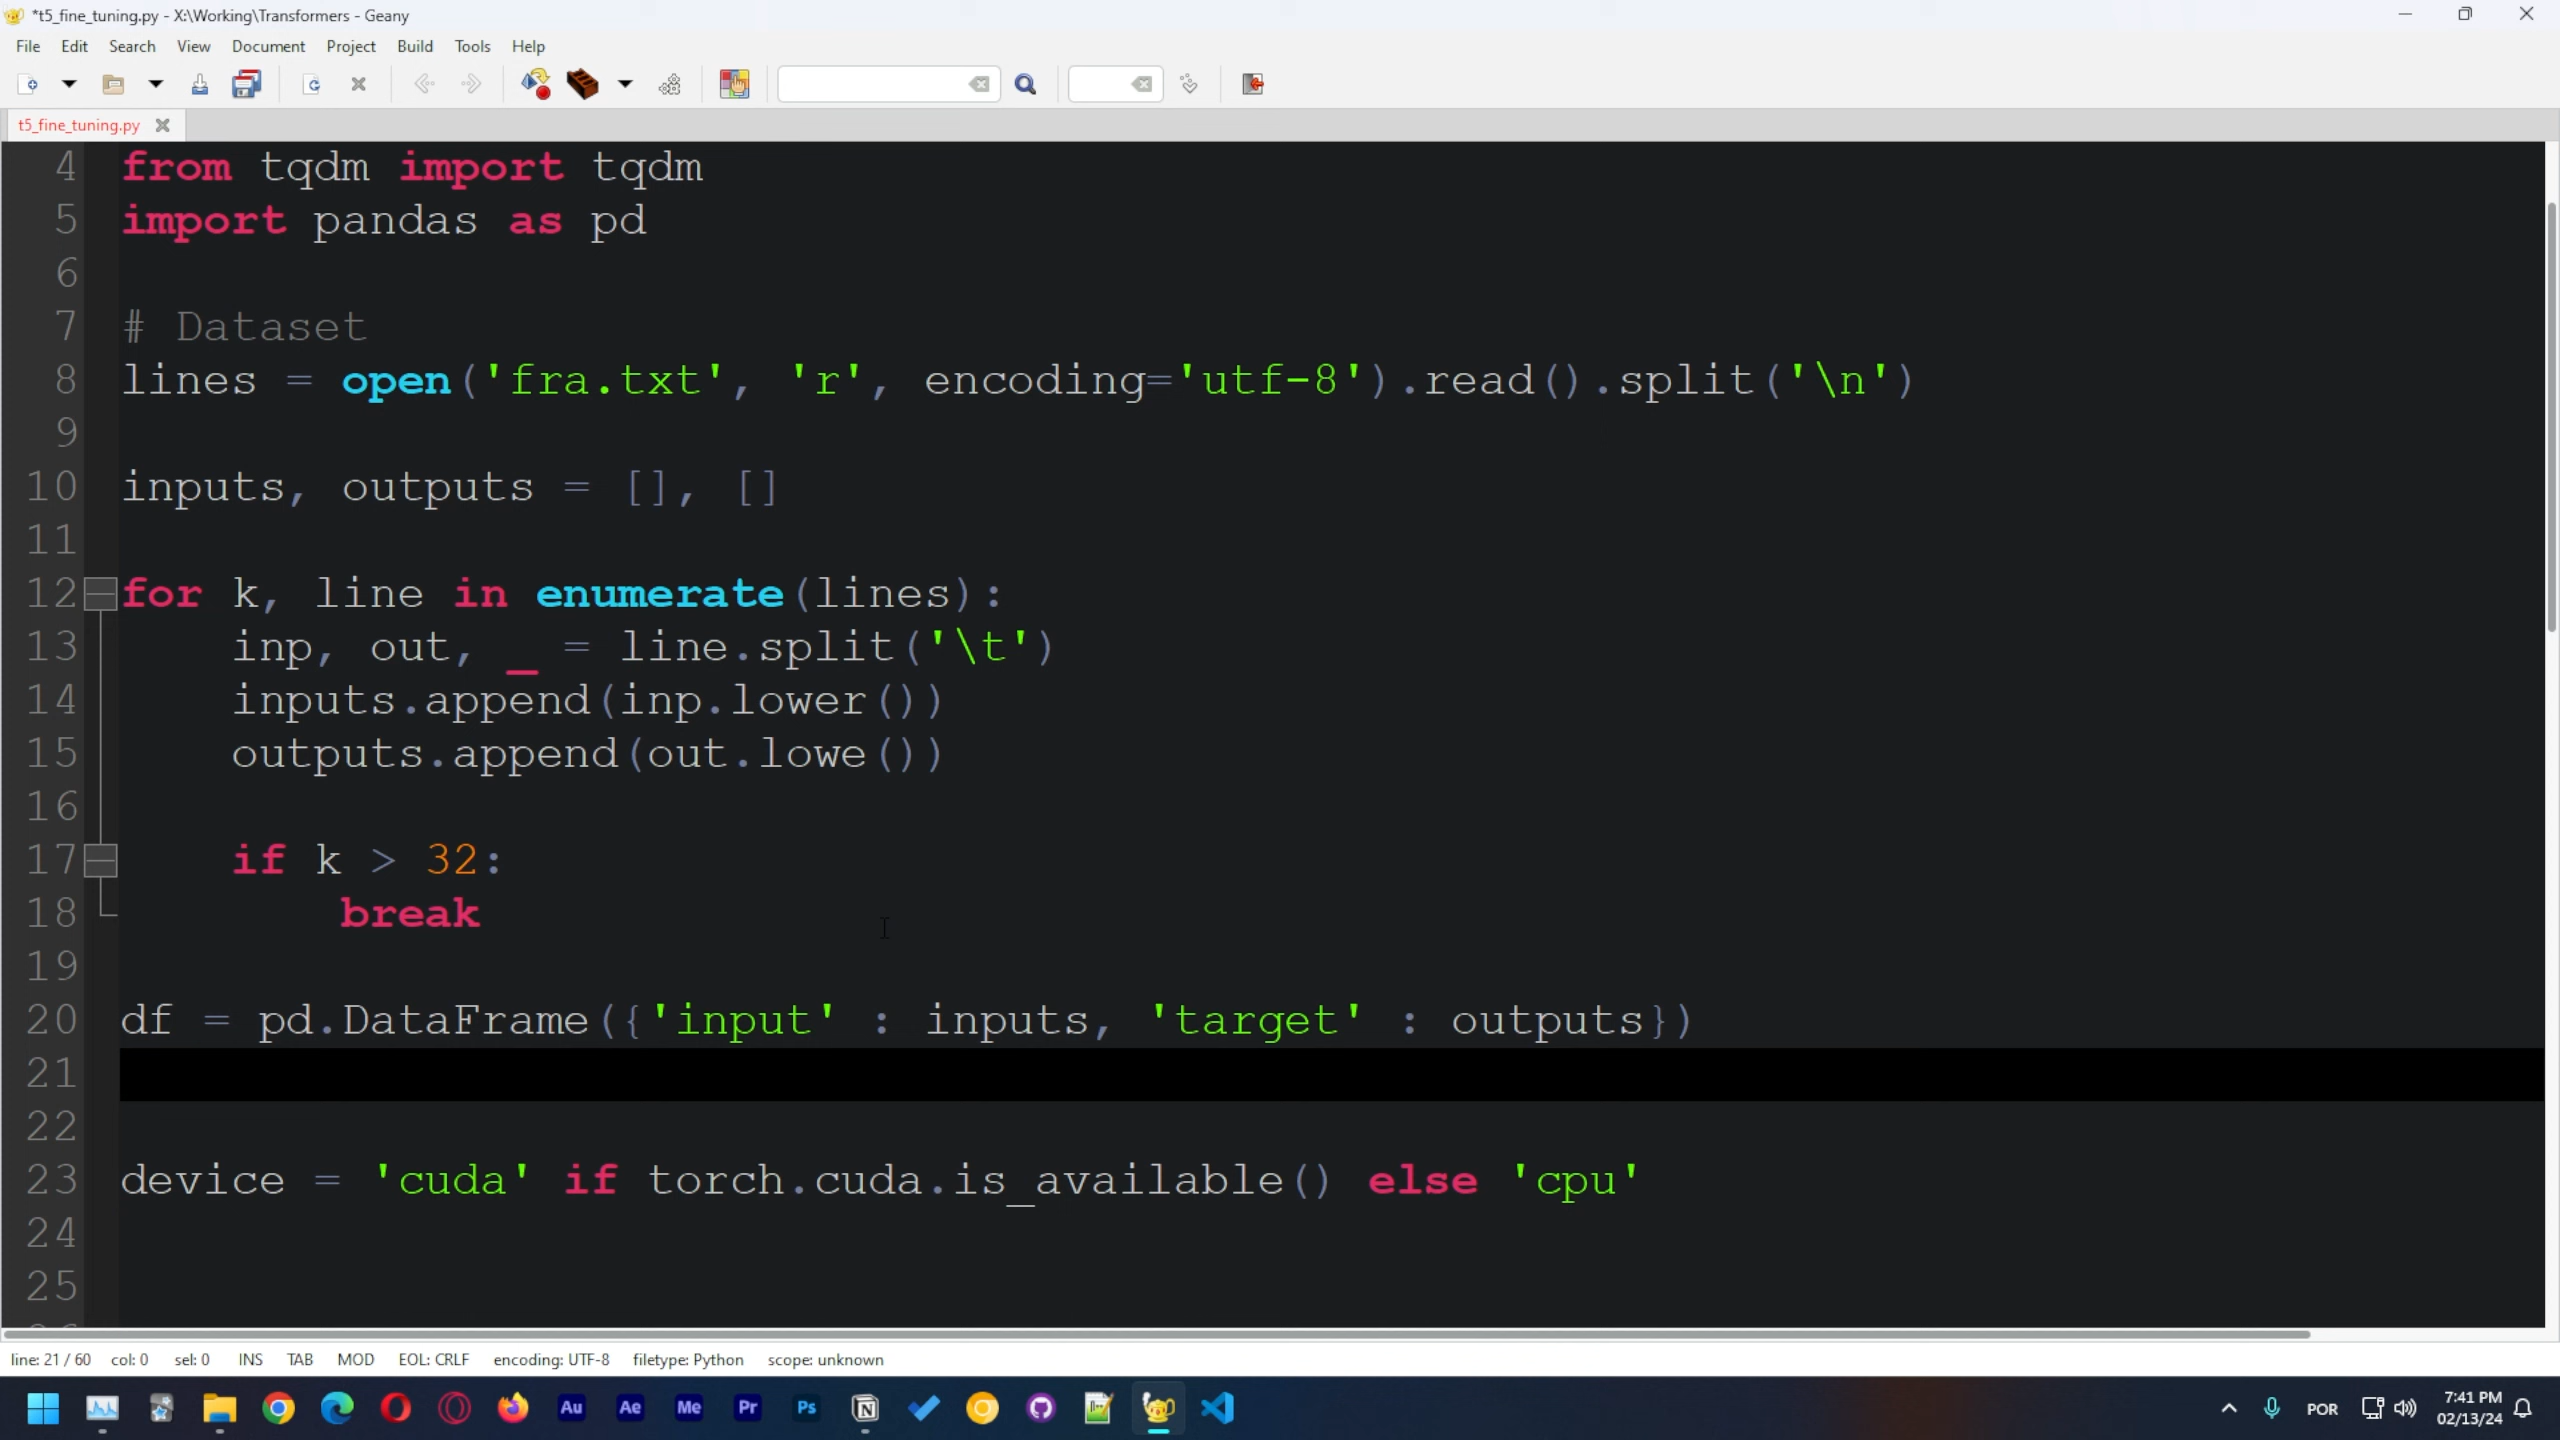 *t5_fine_tuning.py - X:\Working\Transformers - Geany
File Edit Search View Document Project Build Tools Help
t5_fine_tuning.py
4 from tqdm import tqdm
5 import pandas as pd
6
7 # Dataset
8 lines = open('fra.txt', 'r', encoding='utf-8').read().split('\n')
9
10 inputs, outputs = [], []
11
12 for k, line in enumerate(lines):
13     inp, out, _ = line.split('\t')
14     inputs.append(inp.lower())
15     outputs.append(out.lowe())
16
17     if k > 32:
18         break
19
20 df = pd.DataFrame({'input' : inputs, 'target' : outputs})
21
22
23 device = 'cuda' if torch.cuda.is_available() else 'cpu'
24
25
line: 21 / 60 col: 0 sel: 0 INS TAB MOD EOL: CRLF encoding: UTF-8 filetype: Python scope: unknown
Au Ae Me Pr Ps POR 7:41 PM
02/13/24